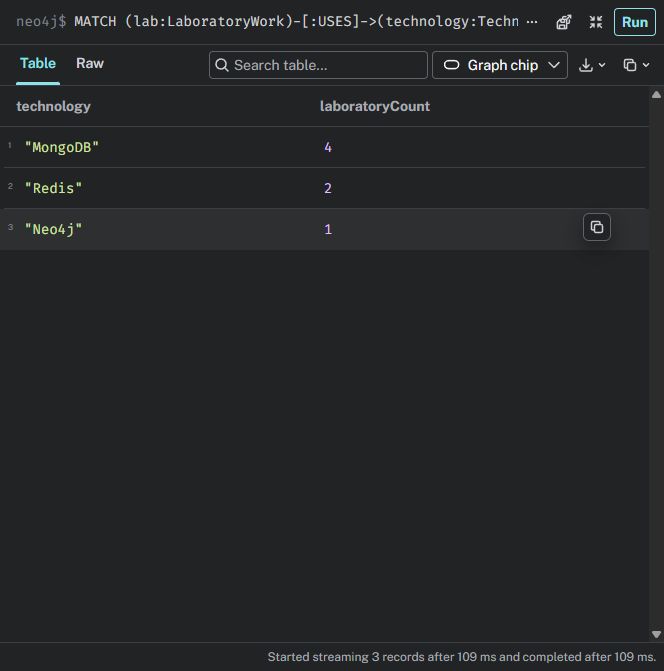 neo4j$ MATCH (lab:LaboratoryWork)-[:USES]->(technology:Techn ··· Run
Table Raw Search table... Graph chip
technology laboratoryCount
1 "MongoDB" 4
2 "Redis" 2
3 "Neo4j" 1
Started streaming 3 records after 109 ms and completed after 109 ms.